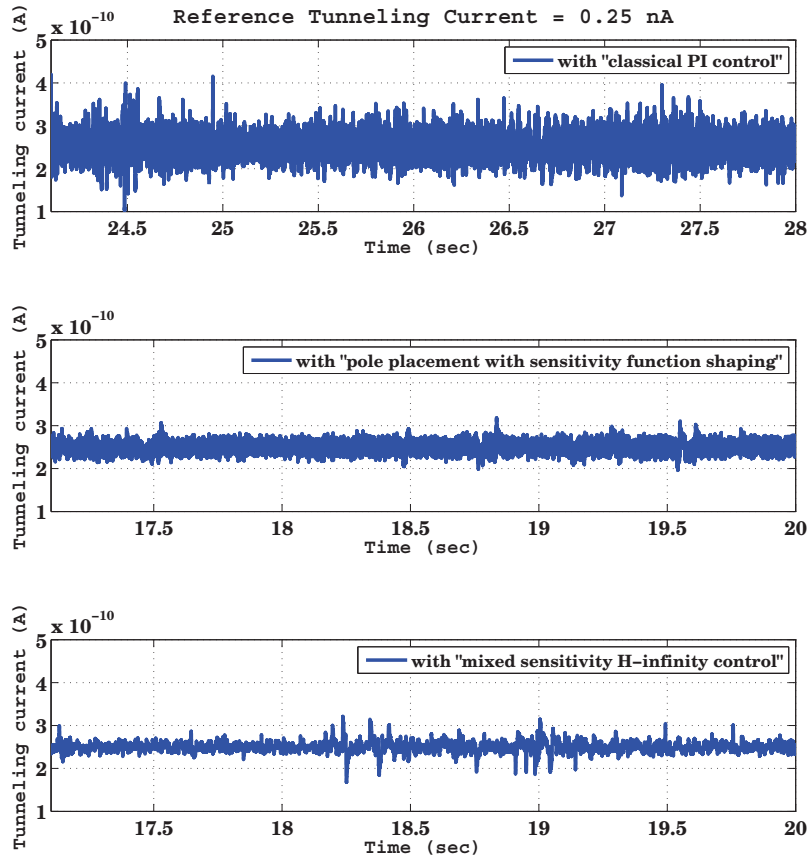 Reference Tunneling Current = 0.25 nA
x 10⁻¹⁰
Tunneling current (A)
5
4
3
2
1
with "classical PI control"
24.5 25 25.5 26 26.5 27 27.5 28
Time (sec)
x 10⁻¹⁰
Tunneling current (A)
5
4
3
2
1
with "pole placement with sensitivity function shaping"
17.5 18 18.5 19 19.5 20
Time (sec)
x 10⁻¹⁰
Tunneling current (A)
5
4
3
2
1
with "mixed sensitivity H−infinity control"
17.5 18 18.5 19 19.5 20
Time (sec)